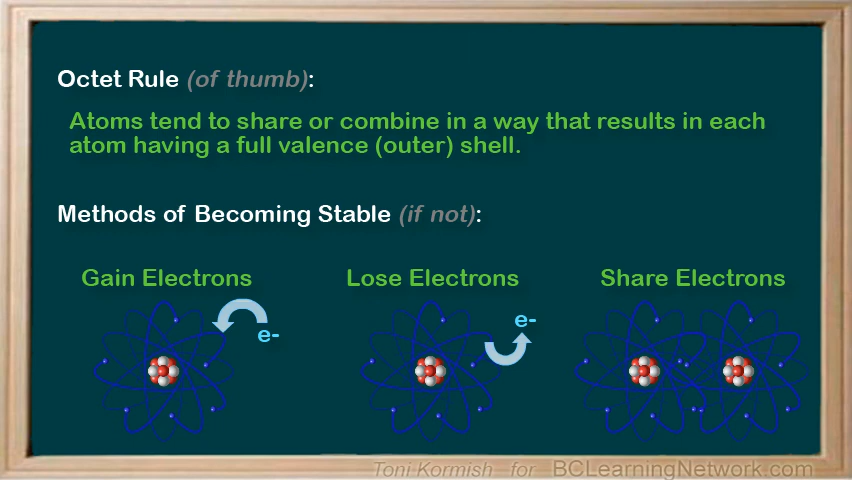 Octet Rule (of thumb):
Atoms tend to share or combine in a way that results in each
atom having a full valence (outer) shell.
Methods of Becoming Stable (if not):
Gain Electrons
Lose Electrons
Share Electrons
e-
e-
Toni Kormish for BCLearningNetwork.com